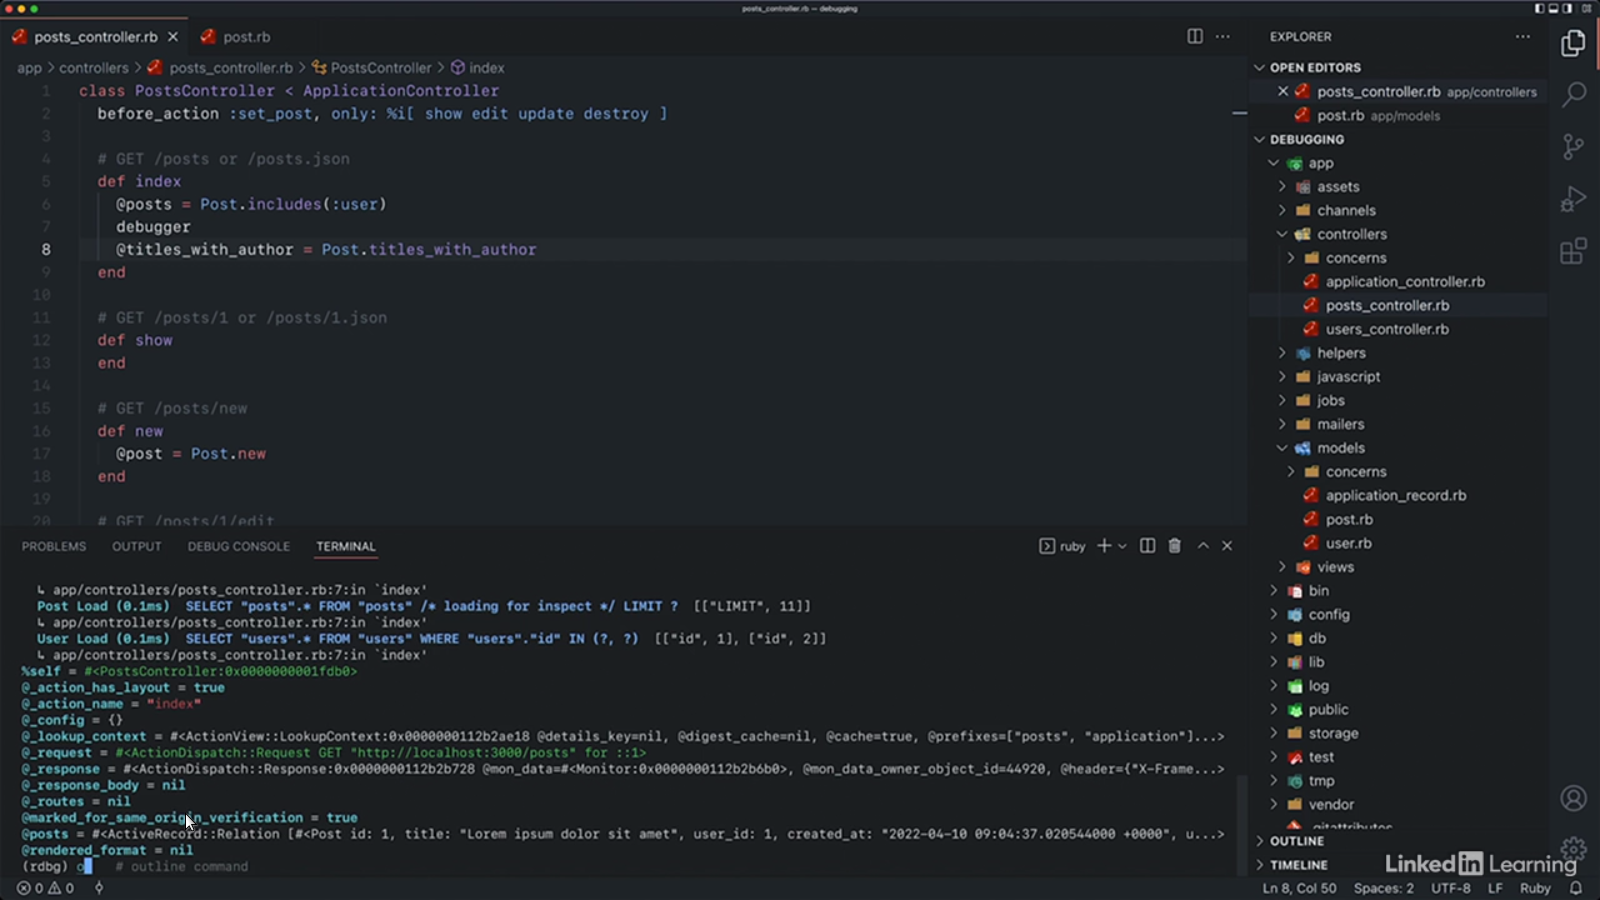 posts_controller.rb — debugging
posts_controller.rb
post.rb
app > controllers > posts_controller.rb > PostsController > index
1 class PostsController < ApplicationController
2 before_action :set_post, only: %i[ show edit update destroy ]
3
4 # GET /posts or /posts.json
5 def index
6 @posts = Post.includes(:user)
7 debugger
8 @titles_with_author = Post.titles_with_author
9 end
10
11 # GET /posts/1 or /posts/1.json
12 def show
13 end
14
15 # GET /posts/new
16 def new
17 @post = Post.new
18 end
19
20 # GET /posts/1/edit
PROBLEMS OUTPUT DEBUG CONSOLE TERMINAL
ruby
↳ app/controllers/posts_controller.rb:7:in `index'
Post Load (0.1ms) SELECT "posts".* FROM "posts" /* loading for inspect */ LIMIT ? [["LIMIT", 11]]
↳ app/controllers/posts_controller.rb:7:in `index'
User Load (0.1ms) SELECT "users".* FROM "users" WHERE "users"."id" IN (?, ?) [["id", 1], ["id", 2]]
↳ app/controllers/posts_controller.rb:7:in `index'
%self = #<PostsController:0x0000000001fdb0>
@_action_has_layout = true
@_action_name = "index"
@_config = {}
@_lookup_context = #<ActionView::LookupContext:0x0000000112b2ae18 @details_key=nil, @digest_cache=nil, @cache=true, @prefixes=["posts", "application"]...>
@_request = #<ActionDispatch::Request GET "http://localhost:3000/posts" for ::1>
@_response = #<ActionDispatch::Response:0x0000000112b2b728 @mon_data=#<Monitor:0x0000000112b2b6b0>, @mon_data_owner_object_id=44920, @header={"X-Frame...>
@_response_body = nil
@_routes = nil
@marked_for_same_origin_verification = true
@posts = #<ActiveRecord::Relation [#<Post id: 1, title: "Lorem ipsum dolor sit amet", user_id: 1, created_at: "2022-04-10 09:04:37.020544000 +0000", u...>
@rendered_format = nil
(rdbg) o # outline command
0 0
EXPLORER
OPEN EDITORS
posts_controller.rb app/controllers
post.rb app/models
DEBUGGING
app
assets
channels
controllers
concerns
application_controller.rb
posts_controller.rb
users_controller.rb
helpers
javascript
jobs
mailers
models
concerns
application_record.rb
post.rb
user.rb
views
bin
config
db
lib
log
public
storage
test
tmp
vendor
.gitattributes
OUTLINE
TIMELINE
LinkedIn Learning
Ln 8, Col 50 Spaces: 2 UTF-8 LF Ruby